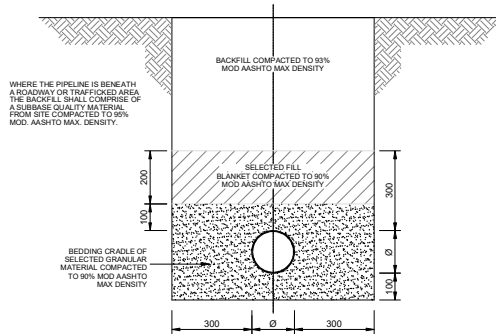 BACKFILL COMPACTED TO 93%
MOD AASHTO MAX DENSITY
WHERE THE PIPELINE IS BENEATH
A ROADWAY OR TRAFFICKED AREA
THE BACKFILL SHALL COMPRISE OF
A SUBBASE QUALITY MATERIAL
FROM SITE COMPACTED TO 95%
MOD. AASHTO MAX. DENSITY.
SELECTED FILL
BLANKET COMPACTED TO 90%
MOD AASHTO MAX DENSITY
200
300
100
BEDDING CRADLE OF
SELECTED GRANULAR
MATERIAL COMPACTED
TO 90% MOD AASHTO
MAX DENSITY
Ø
100
300
Ø
300